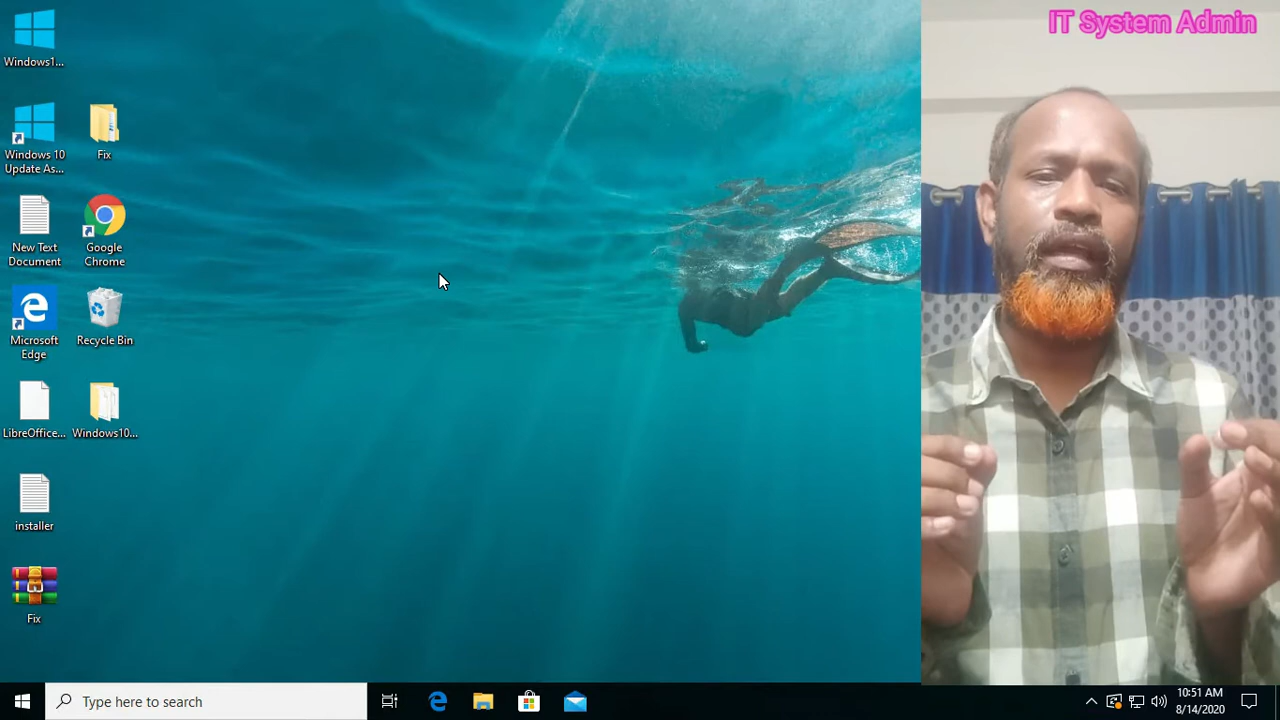 IT System Admin
Windows1...
Windows 10
Update As...
Fix
New Text
Document
Google
Chrome
Microsoft
Edge
Recycle Bin
LibreOffice...
Windows10...
installer
Fix
Type here to search
10:51 AM
8/14/2020